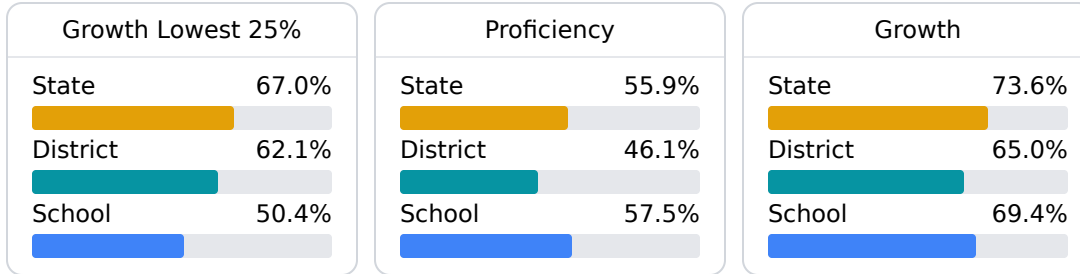 Growth Lowest 25%
State 67.0%
District 62.1%
School 50.4%
Proficiency
State 55.9%
District 46.1%
School 57.5%
Growth
State 73.6%
District 65.0%
School 69.4%